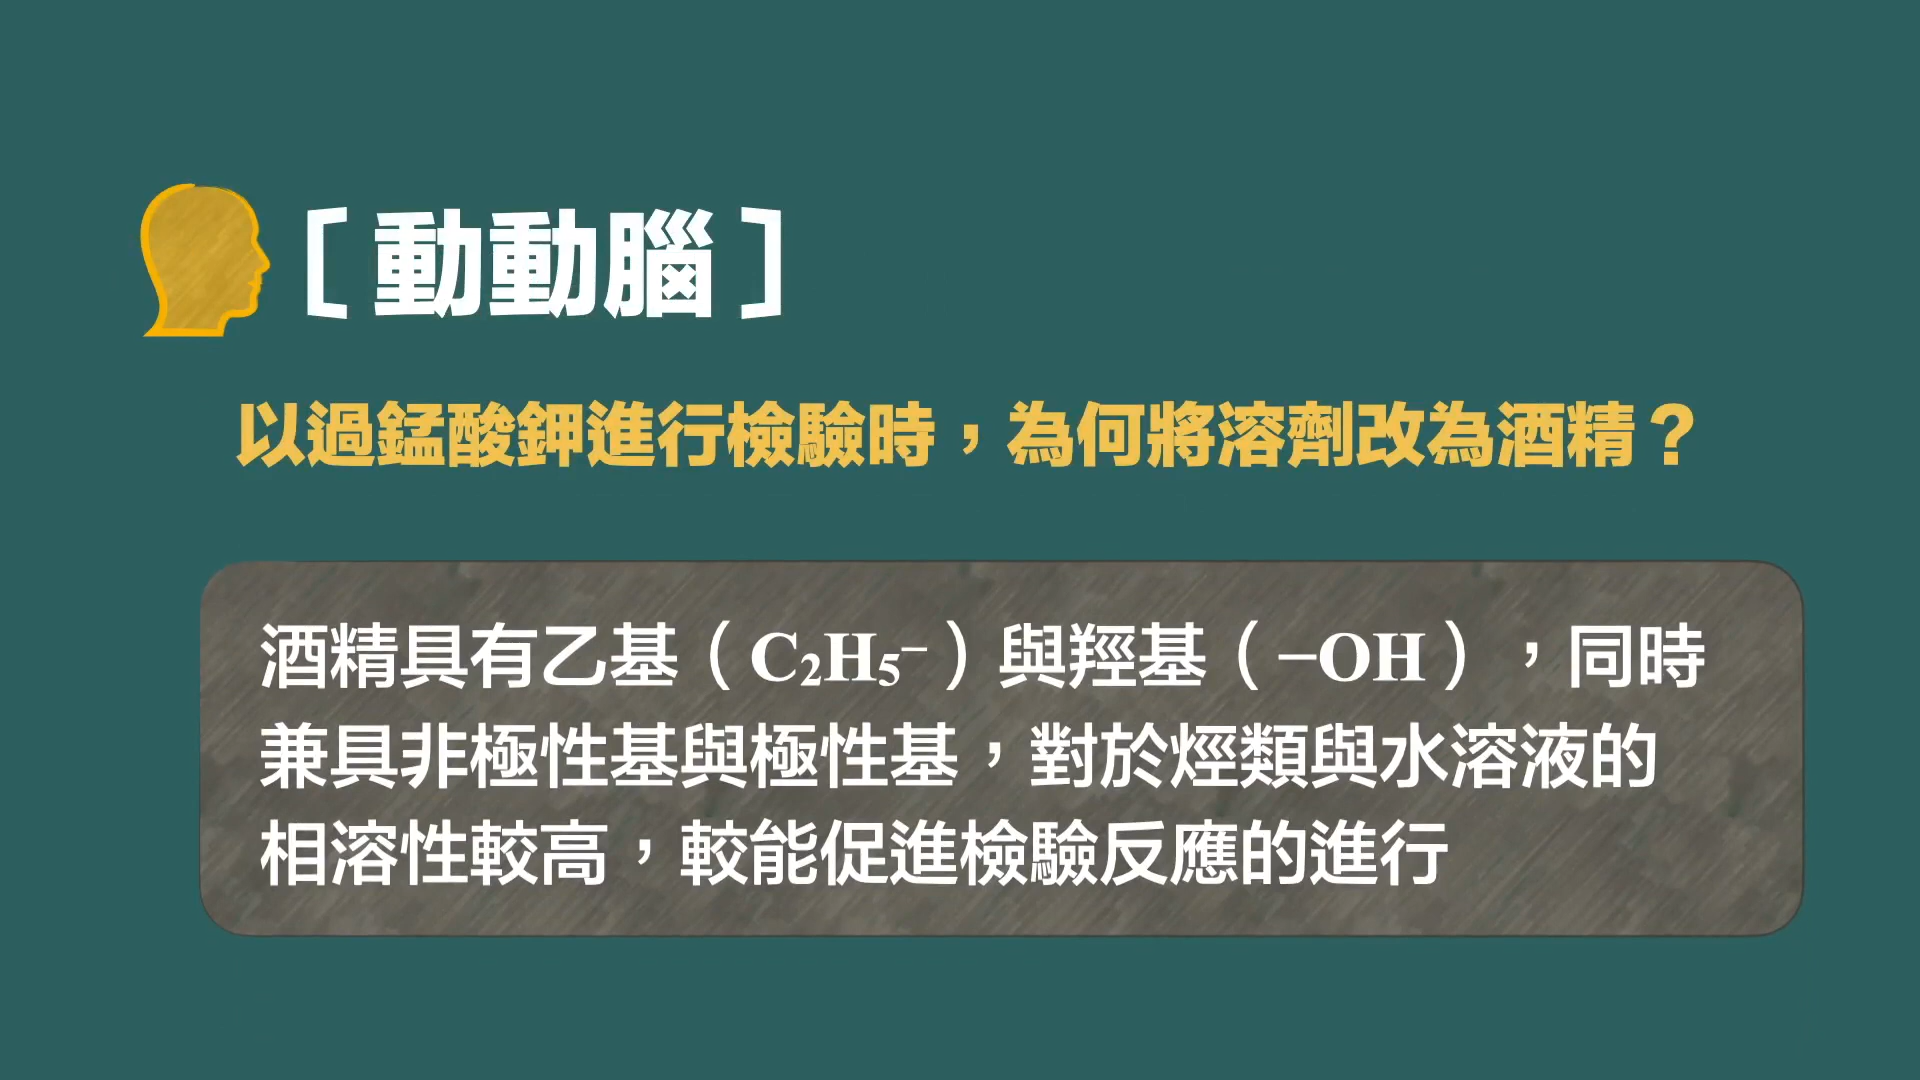 ［動動腦］
以過錳酸鉀進行檢驗時，為何將溶劑改為酒精？
酒精具有乙基（C₂H₅⁻）與羥基（−OH），同時
兼具非極性基與極性基，對於烴類與水溶液的
相溶性較高，較能促進檢驗反應的進行